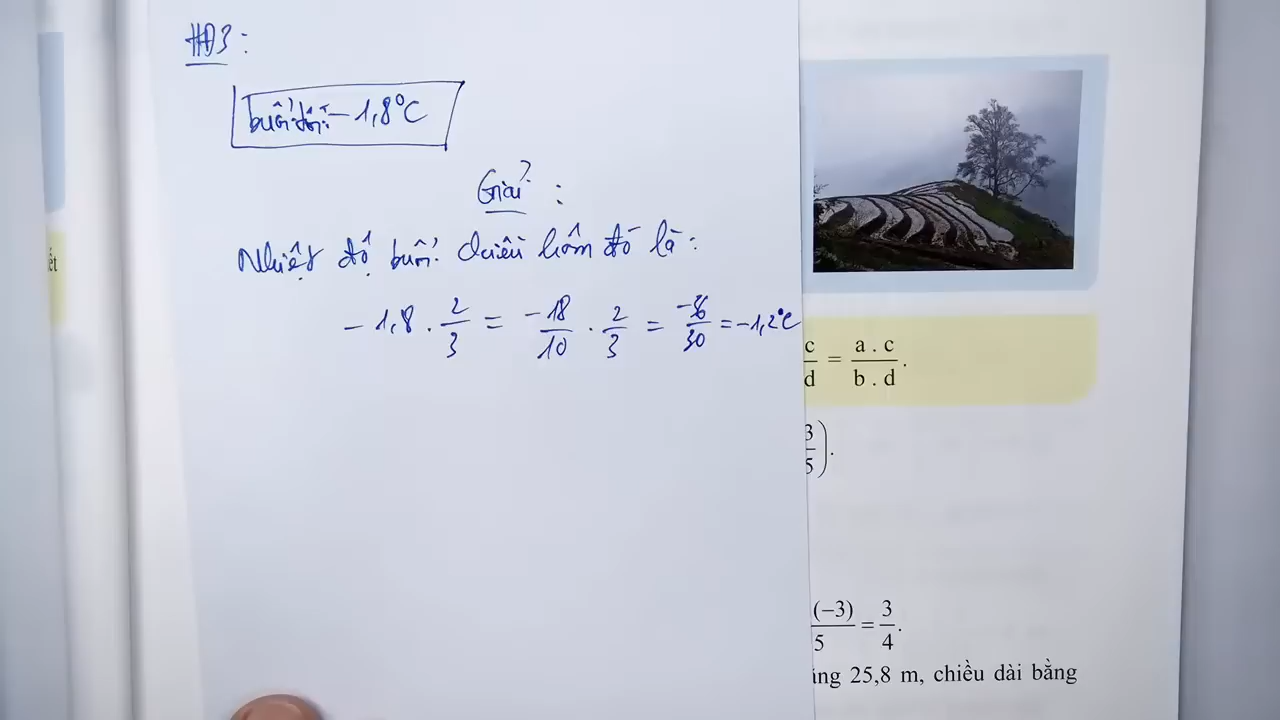 HĐ3:
buổi tối: -1,8°C
Giải:
Nhiệt độ buổi chiều hôm đó là:
-1,8 . 2/3 = -18/10 . 2/3 = -36/30 = -1,2°C
c/d = a . c/b . d.
3/5).
(−3)/5 = 3/4.
25,8 m, chiều dài bằng